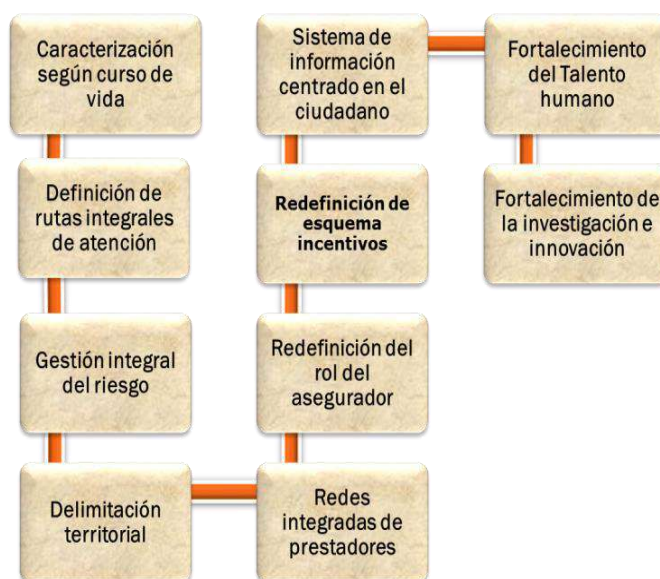 Caracterización
según curso de
vida
Definición de
rutas integrales
de atención
Gestión integral
del riesgo
Delimitación
territorial
Redes
integradas de
prestadores
Redefinición del
rol del
asegurador
Redefinición de
esquema
incentivos
Sistema de
información
centrado en el
ciudadano
Fortalecimiento
del Talento
humano
Fortalecimiento de
la investigación e
innovación